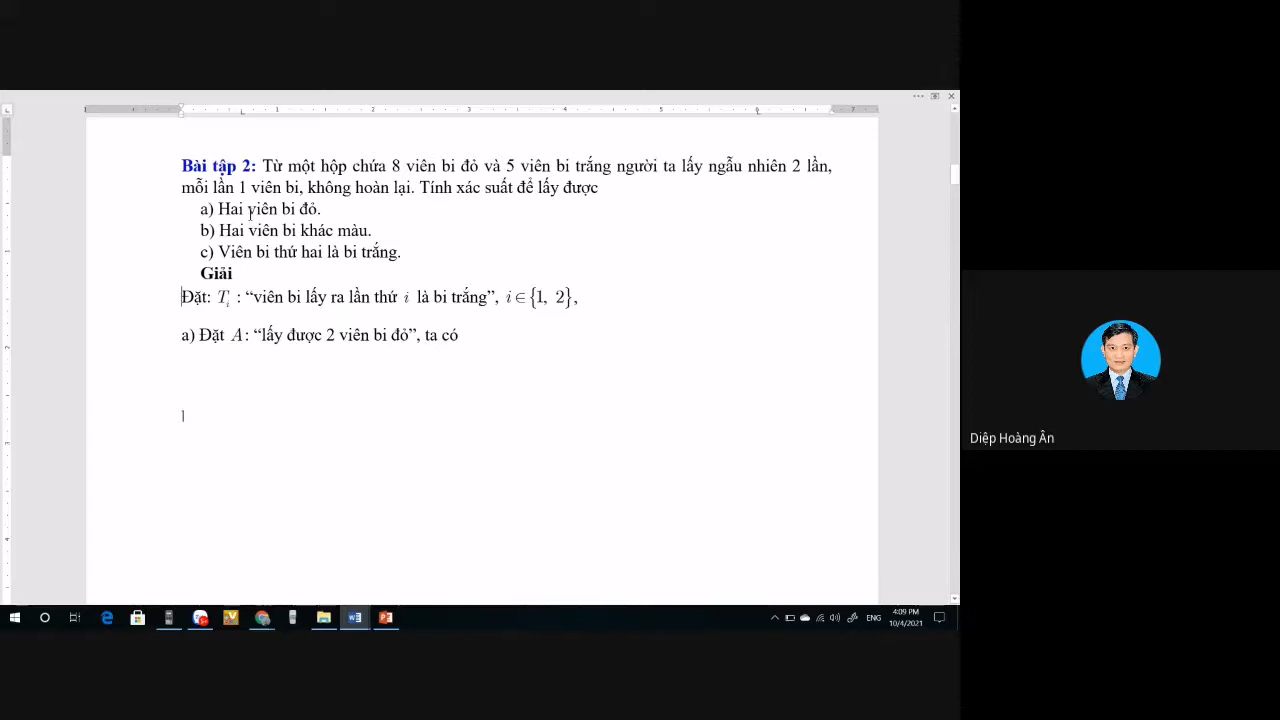 Bài tập 2: Từ một hộp chứa 8 viên bi đỏ và 5 viên bi trắng người ta lấy ngẫu nhiên 2 lần,
mỗi lần 1 viên bi, không hoàn lại. Tính xác suất để lấy được
a) Hai viên bi đỏ.
b) Hai viên bi khác màu.
c) Viên bi thứ hai là bi trắng.
Giải
Đặt: Tᵢ : “viên bi lấy ra lần thứ i là bi trắng”, i ∈ {1, 2},
a) Đặt A: “lấy được 2 viên bi đỏ”, ta có
Diệp Hoàng Ân
ENG
4:09 PM
10/4/2021